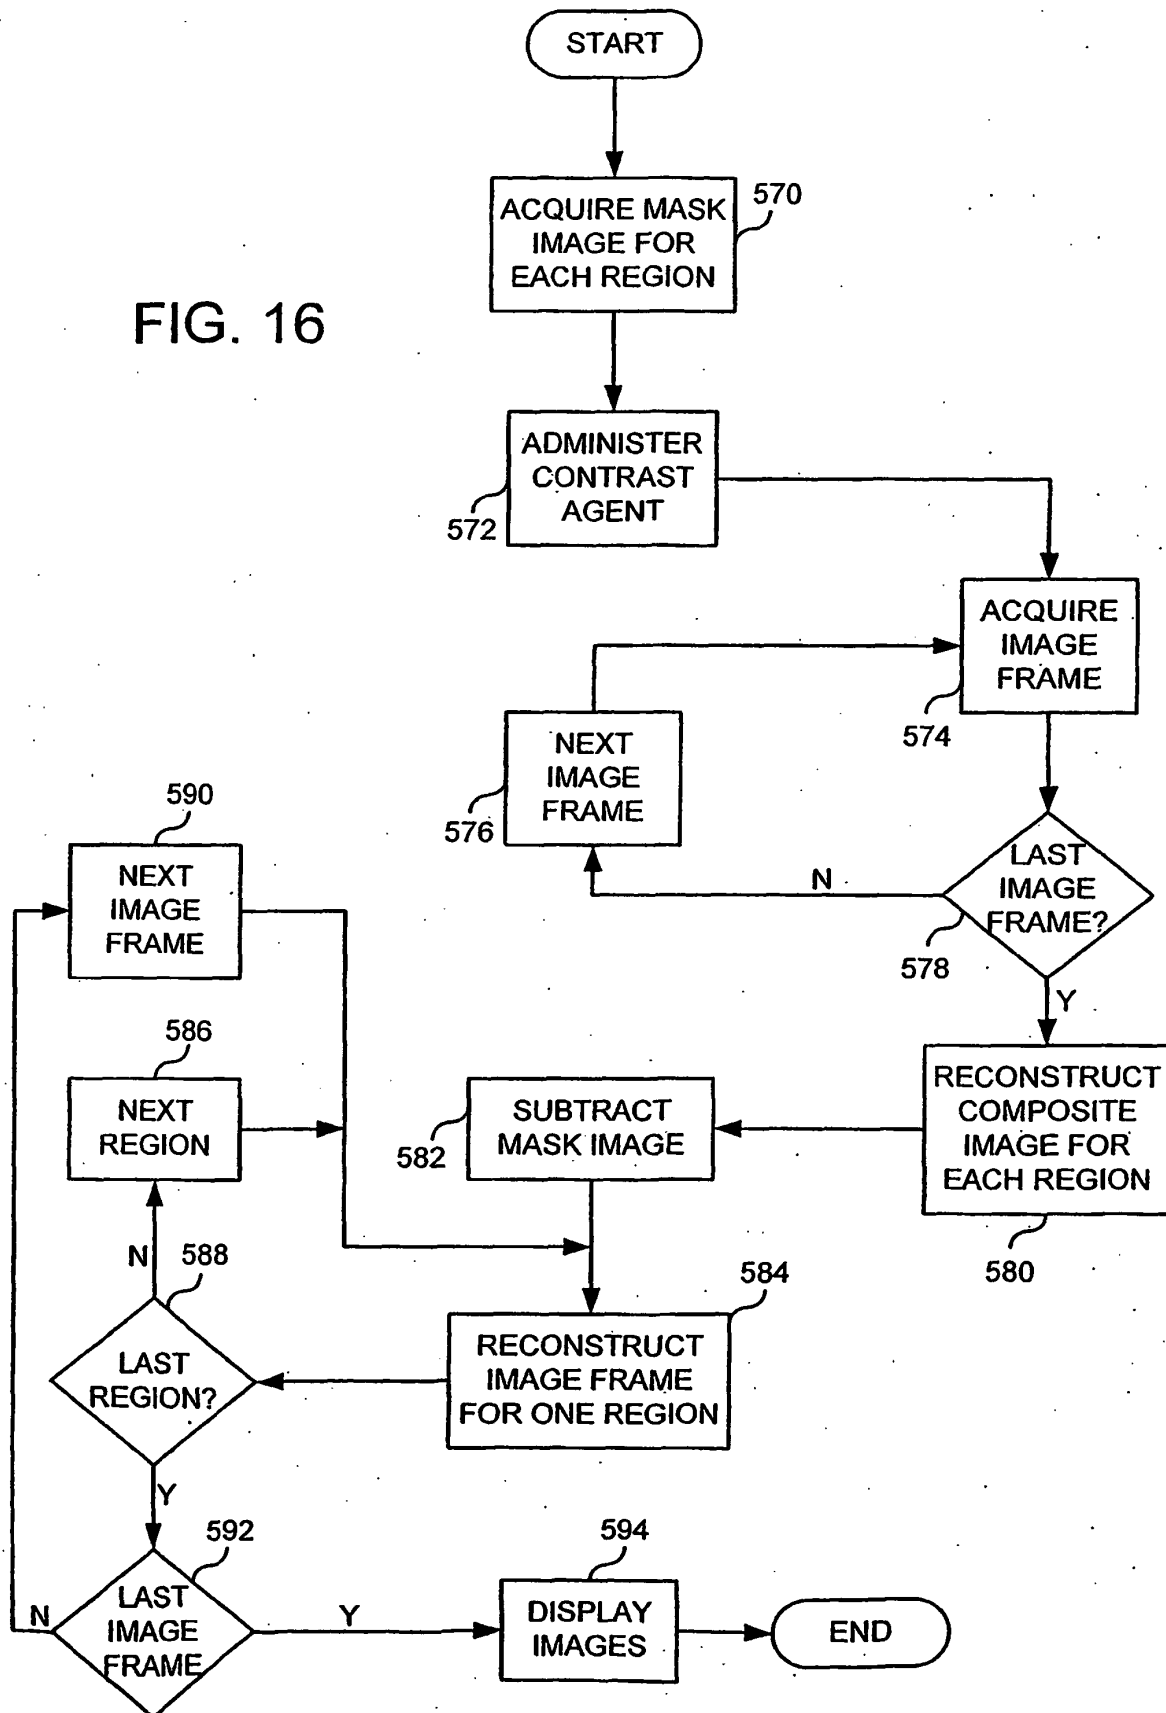 START
ACQUIRE MASK
IMAGE FOR
EACH REGION
570
FIG. 16
ADMINISTER
CONTRAST
AGENT
572
ACQUIRE
IMAGE
FRAME
574
NEXT
IMAGE
FRAME
576
590
NEXT
IMAGE
FRAME
LAST
IMAGE
FRAME?
N
578
Y
586
NEXT
REGION
SUBTRACT
MASK IMAGE
582
RECONSTRUCT
COMPOSITE
IMAGE FOR
EACH REGION
580
N
588
584
LAST
REGION?
RECONSTRUCT
IMAGE FRAME
FOR ONE REGION
Y
592
594
LAST
IMAGE
FRAME
N
Y
DISPLAY
IMAGES
END